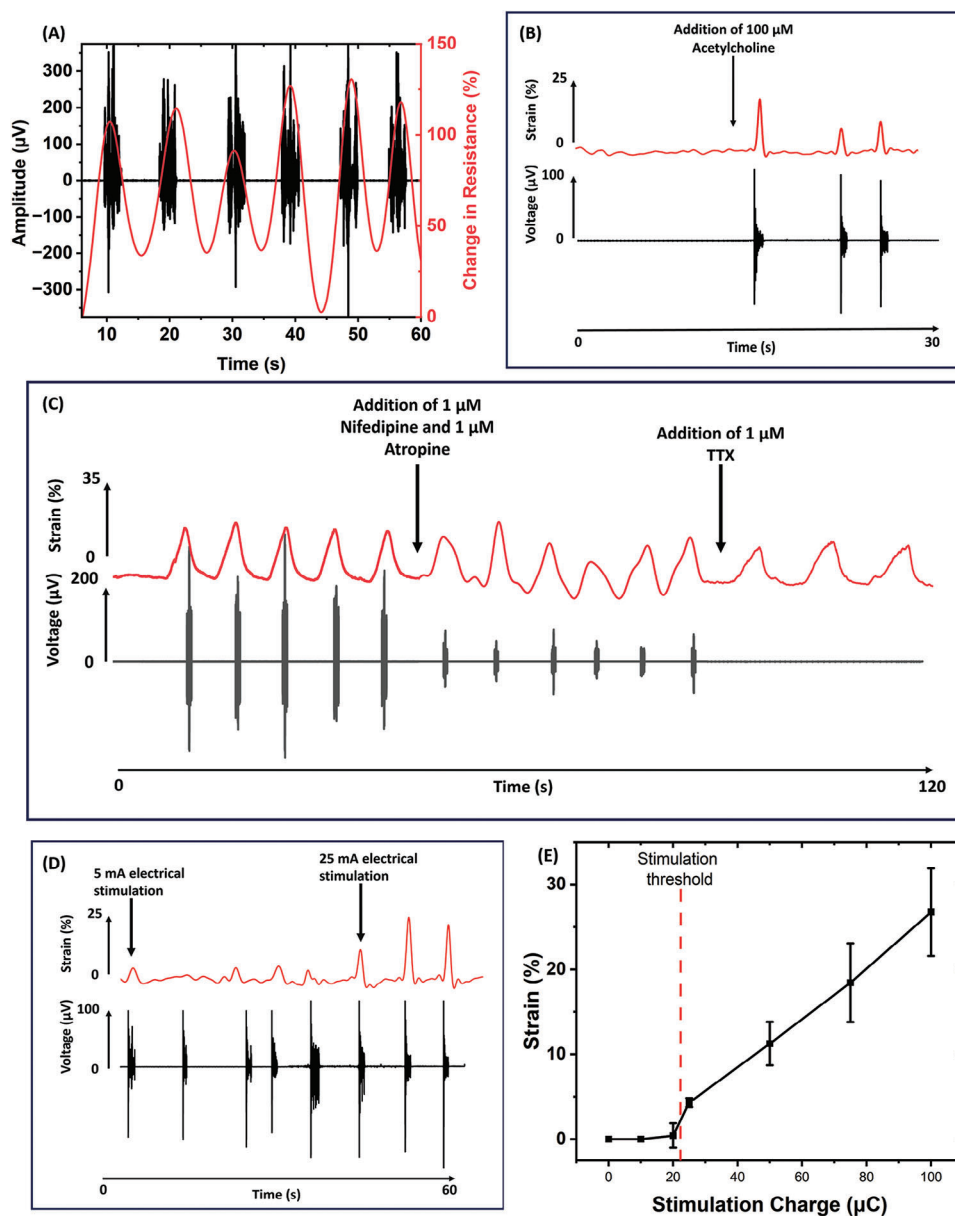 (A)
150
300
200
100
0
−100
−200
−300
Amplitude (µV)
100
50
0
Change in Resistance (%)
10
20
30
40
50
60
Time (s)
(B)
Addition of 100 µM
Acetylcholine
25
0
Strain (%)
100
0
Voltage (µV)
0
30
Time (s)
(C)
Addition of 1 µM
Nifedipine and 1 µM
Atropine
Addition of 1 µM
TTX
35
0
Strain (%)
200
0
Voltage (µV)
0
Time (s)
120
(D)
5 mA electrical
stimulation
25 mA electrical
stimulation
25
0
Strain (%)
100
0
Voltage (µV)
0
60
Time (s)
(E)
Stimulation
threshold
30
20
10
0
Strain (%)
0
20
40
60
80
100
Stimulation Charge (µC)